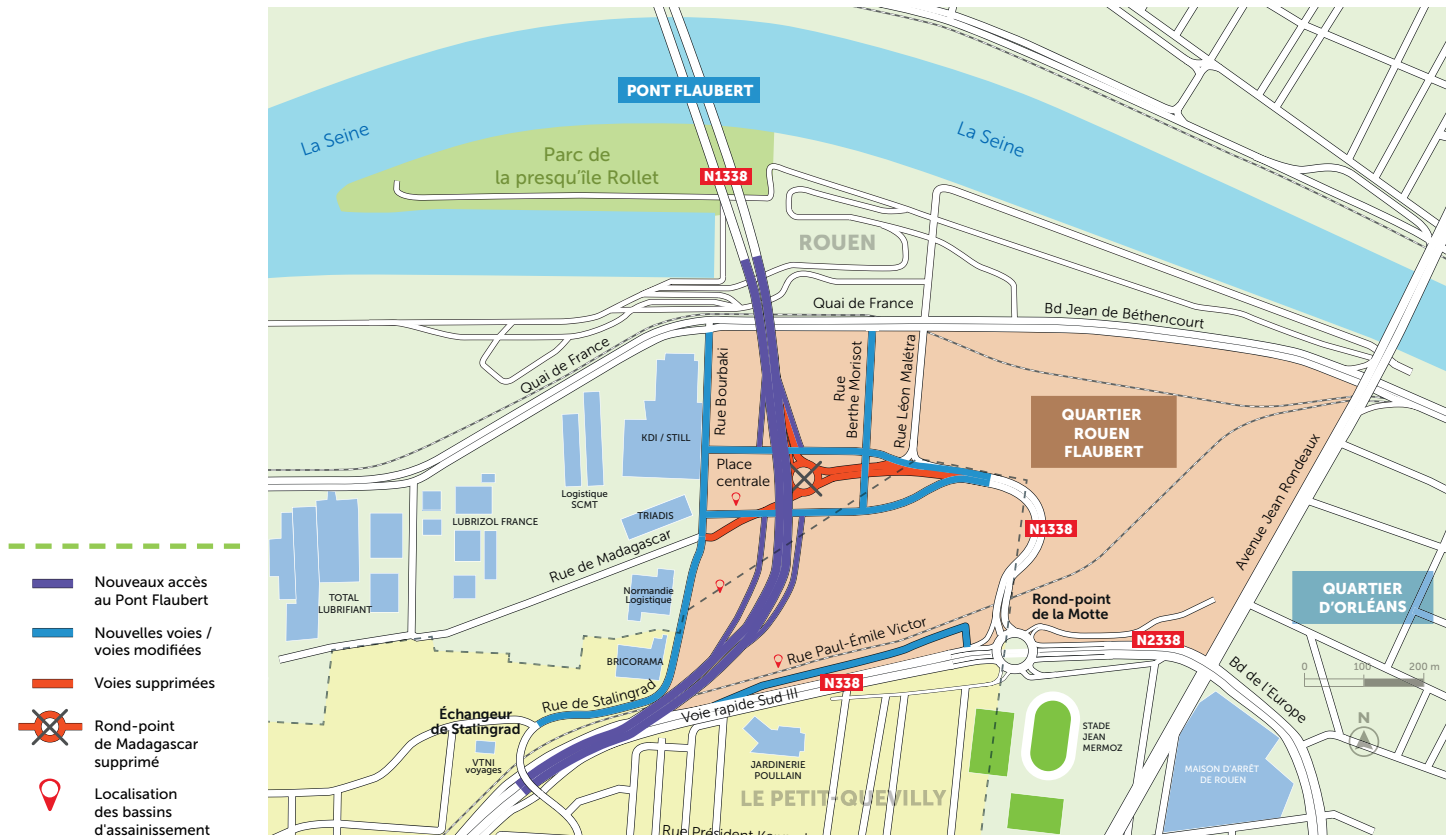 PONT FLAUBERT
La Seine
La Seine
Parc de
la presqu'île Rollet
N1338
ROUEN
Quai de France
Bd Jean de Béthencourt
Quai de France
Rue Bourbaki
Rue
Berthe Morisot
Rue Léon Malétra
QUARTIER
ROUEN
FLAUBERT
KDI / STILL
Place
centrale
Avenue Jean Rondeaux
Logistique
SCMT
TRIADIS
LUBRIZOL FRANCE
N1338
Rue de Madagascar
TOTAL
LUBRIFIANT
Normandie
Logistique
Rond-point
de la Motte
QUARTIER
D'ORLÉANS
N2338
BRICORAMA
Rue Paul-Émile Victor
N338
Bd de l'Europe
0 100 200 m
Rue de Stalingrad
Voie rapide Sud III
Échangeur
de Stalingrad
N
VTNI
voyages
JARDINERIE
POULLAIN
STADE
JEAN
MERMOZ
MAISON D'ARRÊT
DE ROUEN
LE PETIT-QUEVILLY
Rue Président
Nouveaux accès
au Pont Flaubert
Nouvelles voies /
voies modifiées
Voies supprimées
Rond-point
de Madagascar
supprimé
Localisation
des bassins
d'assainissement